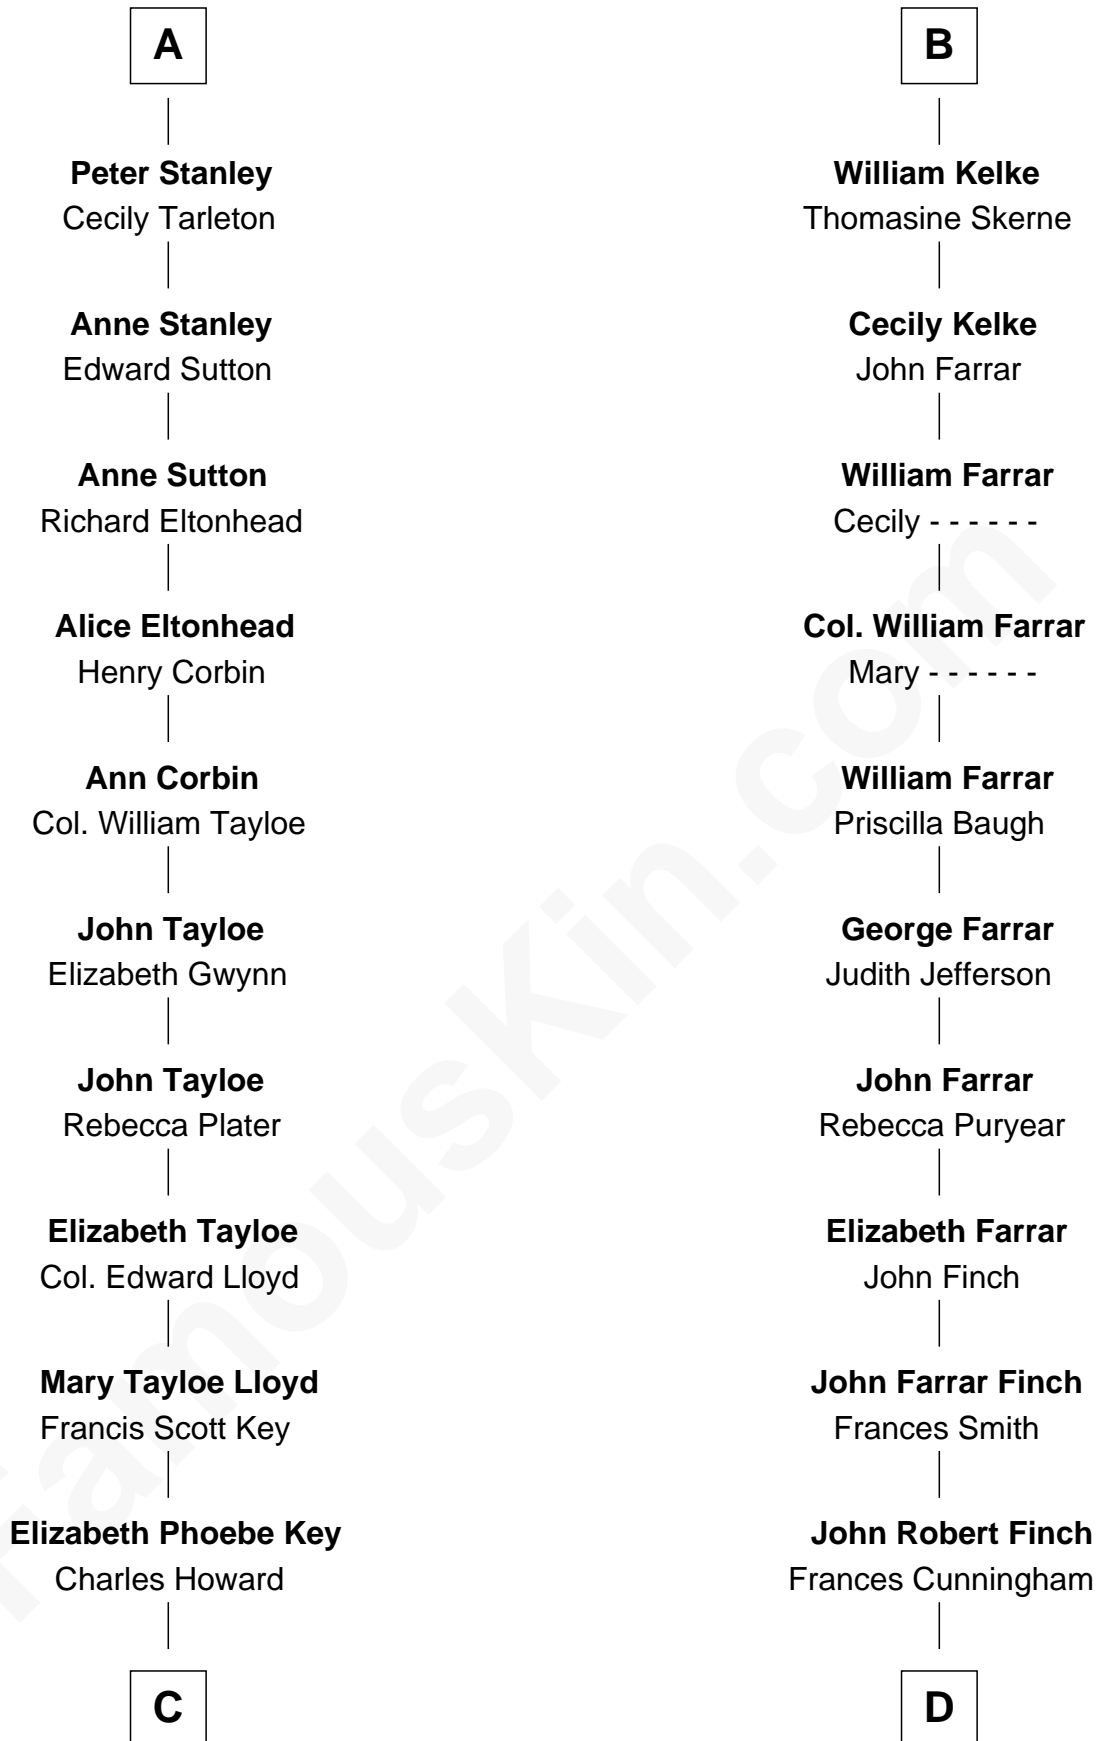 A
Peter Stanley
Cecily Tarleton
Anne Stanley
Edward Sutton
Anne Sutton
Richard Eltonhead
Alice Eltonhead
Henry Corbin
Ann Corbin
Col. William Tayloe
John Tayloe
Elizabeth Gwynn
John Tayloe
Rebecca Plater
Elizabeth Tayloe
Col. Edward Lloyd
Mary Tayloe Lloyd
Francis Scott Key
Elizabeth Phoebe Key
Charles Howard
C
B
William Kelke
Thomasine Skerne
Cecily Kelke
John Farrar
William Farrar
Cecily - - - - - -
Col. William Farrar
Mary - - - - - -
William Farrar
Priscilla Baugh
George Farrar
Judith Jefferson
John Farrar
Rebecca Puryear
Elizabeth Farrar
John Finch
John Farrar Finch
Frances Smith
John Robert Finch
Frances Cunningham
D
FamousKin.com